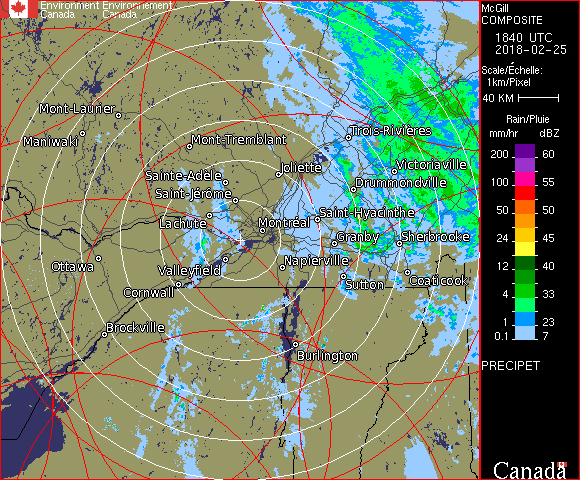 Environment Environnement
Canada Canada
McGill
COMPOSITE
1840 UTC
2018-02-25
Scale/Échelle:
1km/Pixel
40 KM
Rain/Pluie
mm/hr dBZ
200 60
100 55
50 50
24 45
12 40
8 33
4 33
1 23
0.1 7
PRECIPET
Canada
Mont-Laurier
Maniwaki
Mont-Tremblant
Trois-Rivières
Joliette
Victoriaville
Sainte-Adèle
Drummondville
Saint-Jérôme
Saint-Hyacinthe
Lachute
Montréal
Granby
Sherbrooke
Ottawa
Valleyfield
Napierville
Cornwall
Sutton
Coaticook
Brockville
Burlington